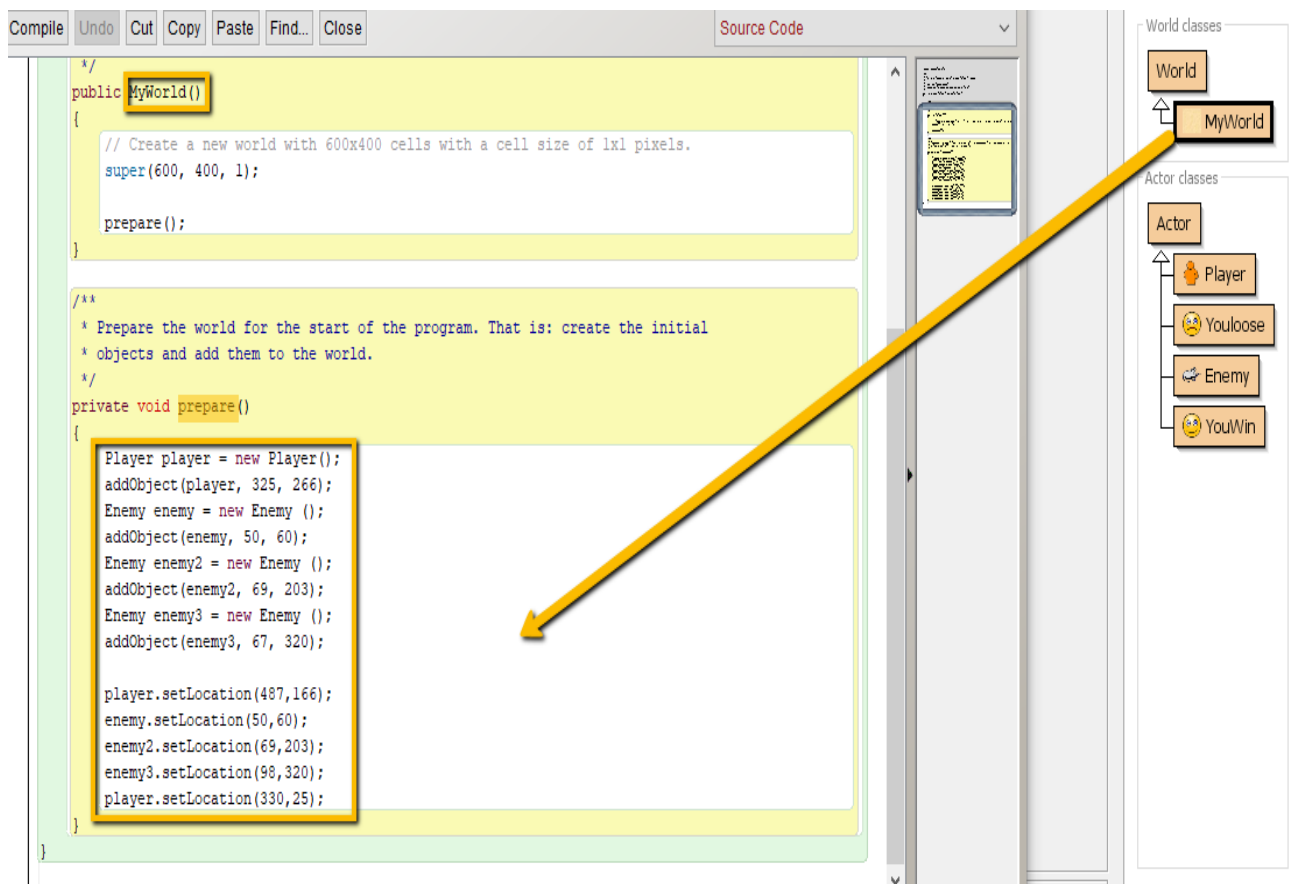 Compile Undo Cut Copy Paste Find... Close Source Code
*/
public MyWorld()
{
// Create a new world with 600x400 cells with a cell size of 1x1 pixels.
super(600, 400, 1);
prepare();
}
/**
* Prepare the world for the start of the program. That is: create the initial
* objects and add them to the world.
*/
private void prepare()
{
Player player = new Player();
addObject(player, 325, 266);
Enemy enemy = new Enemy ();
addObject(enemy, 50, 60);
Enemy enemy2 = new Enemy ();
addObject(enemy2, 69, 203);
Enemy enemy3 = new Enemy ();
addObject(enemy3, 67, 320);
player.setLocation(487,166);
enemy.setLocation(50,60);
enemy2.setLocation(69,203);
enemy3.setLocation(98,320);
player.setLocation(330,25);
}
}
World classes
World
MyWorld
Actor classes
Actor
Player
Youloose
Enemy
YouWin